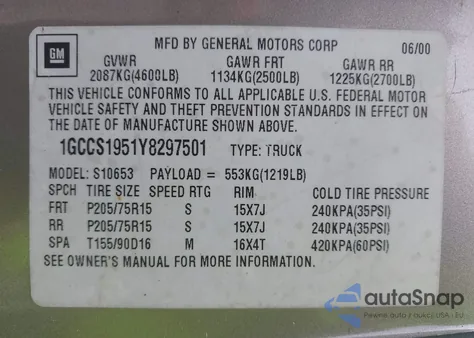 GM
MFD BY GENERAL MOTORS CORP 06/00
GVWR GAWR FRT GAWR RR
2087KG(4600LB) 1134KG(2500LB) 1225KG(2700LB)
THIS VEHICLE CONFORMS TO ALL APPLICABLE U.S. FEDERAL MOTOR
VEHICLE SAFETY AND THEFT PREVENTION STANDARDS IN EFFECT ON
THE DATE OF MANUFACTURE SHOWN ABOVE.
1GCCS1951Y8297501 TYPE: TRUCK
MODEL: S10653 PAYLOAD = 553KG(1219LB)
SPCH TIRE SIZE SPEED RTG RIM COLD TIRE PRESSURE
FRT P205/75R15 S 15X7J 240KPA(35PSI)
RR P205/75R15 S 15X7J 240KPA(35PSI)
SPA T155/90D16 M 16X4T 420KPA(60PSI)
SEE OWNER'S MANUAL FOR MORE INFORMATION.
autoSnap